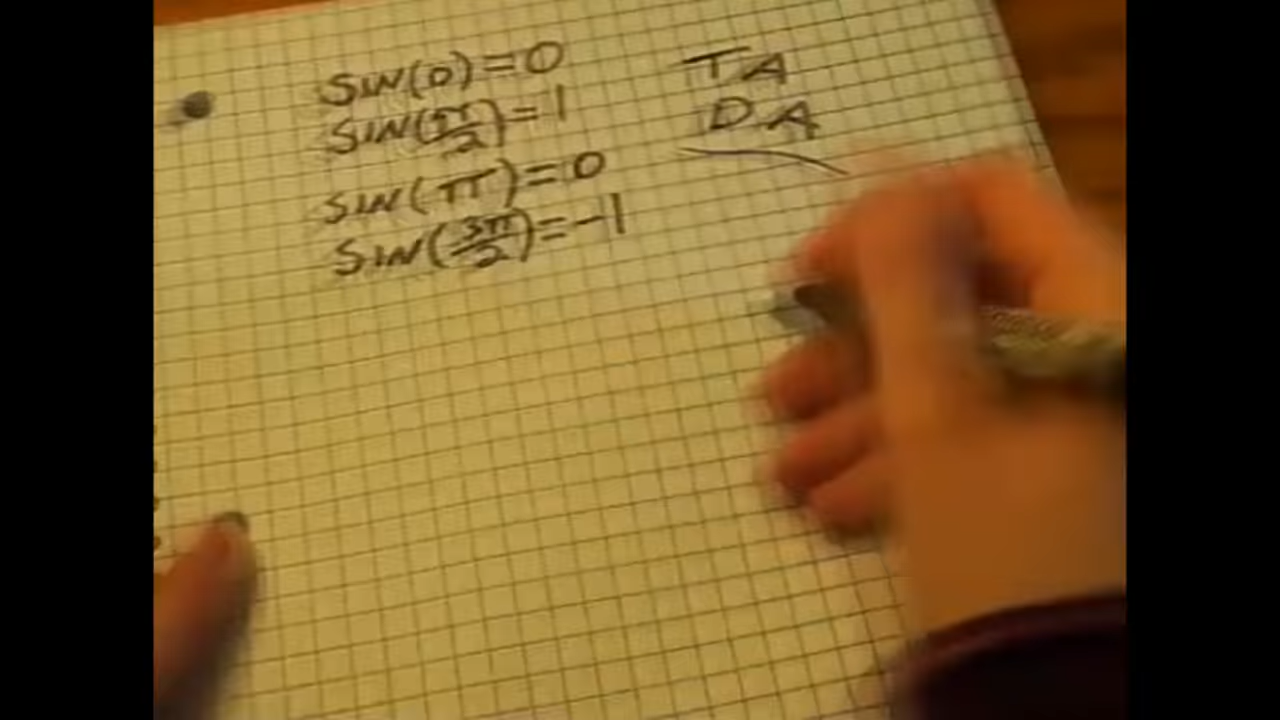 SIN(0)=0
SIN(π/2)=1
SIN(π)=0
SIN(3π/2)=-1
TA
DA